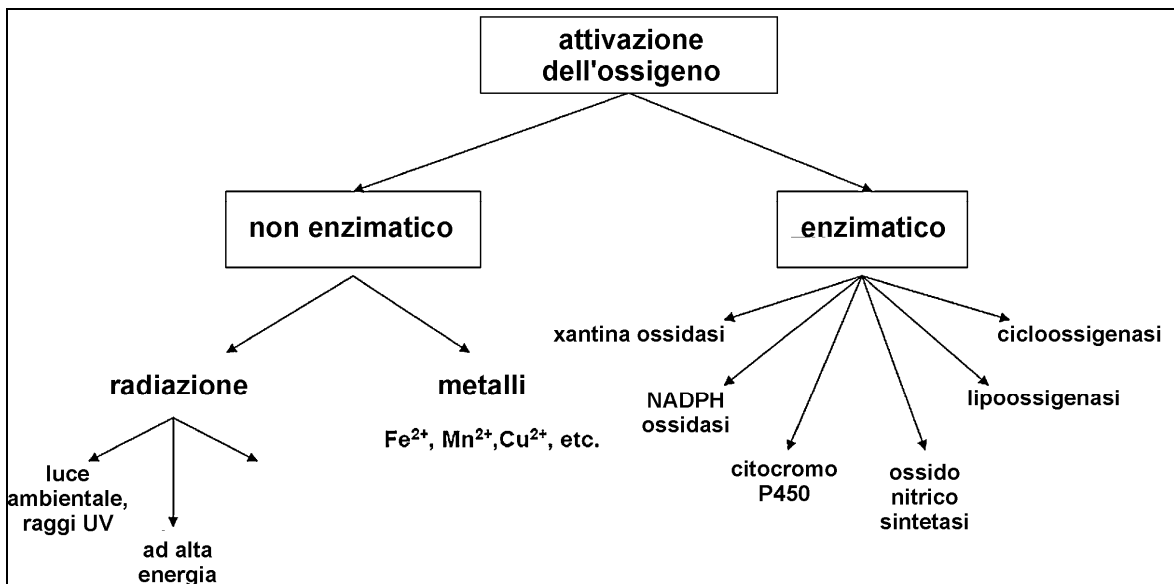 attivazione
dell'ossigeno
non enzimatico
enzimatico
xantina ossidasi
cicloossigenasi
radiazione
metalli
NADPH
ossidasi
lipoossigenasi
Fe²⁺, Mn²⁺,Cu²⁺, etc.
luce
ambientale,
raggi UV
citocromo
P450
ossido
nitrico
sintetasi
ad alta
energia